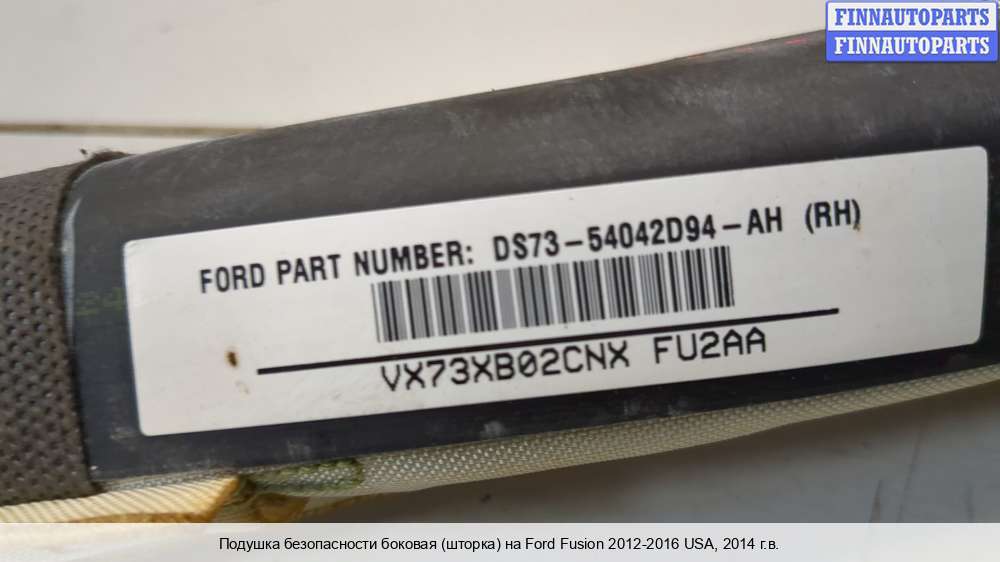 FINNAUTOPARTS
FINNAUTOPARTS
FORD PART NUMBER: DS73-54042D94-AH (RH)
VX73XB02CNX FU2AA
Подушка безопасности боковая (шторка) на Ford Fusion 2012-2016 USA, 2014 г.в.